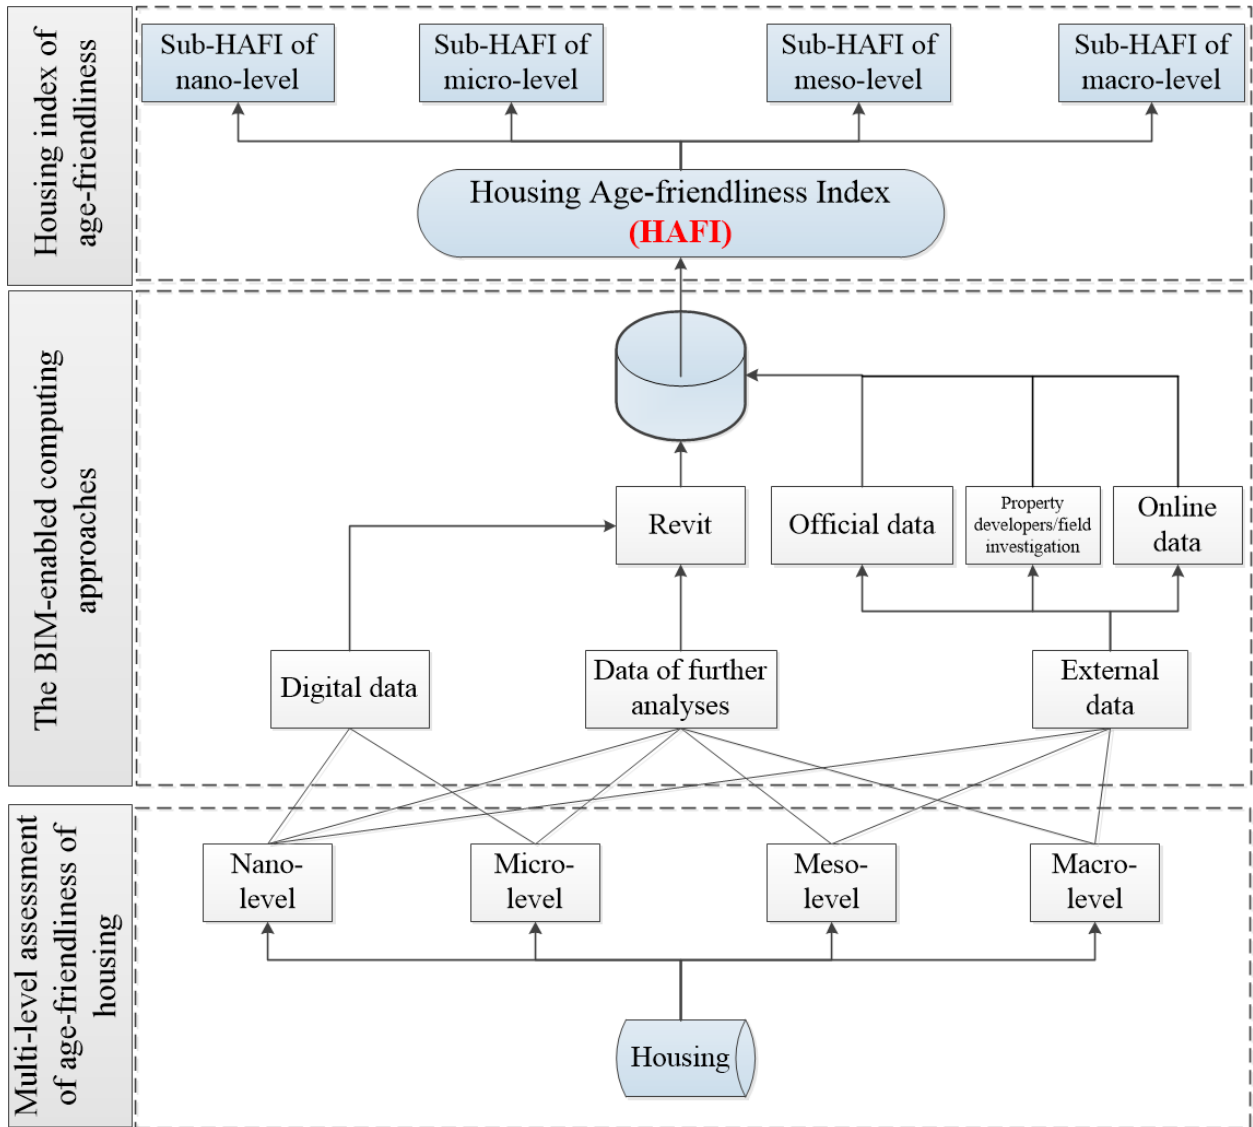 Housing index of
age-friendliness
Sub-HAFI of
nano-level
Sub-HAFI of
micro-level
Sub-HAFI of
meso-level
Sub-HAFI of
macro-level
Housing Age-friendliness Index
(HAFI)
The BIM-enabled computing
approaches
Revit
Official data
Property
developers/field
investigation
Online
data
Digital data
Data of further
analyses
External
data
Multi-level assessment
of age-friendliness of
housing
Nano-
level
Micro-
level
Meso-
level
Macro-
level
Housing